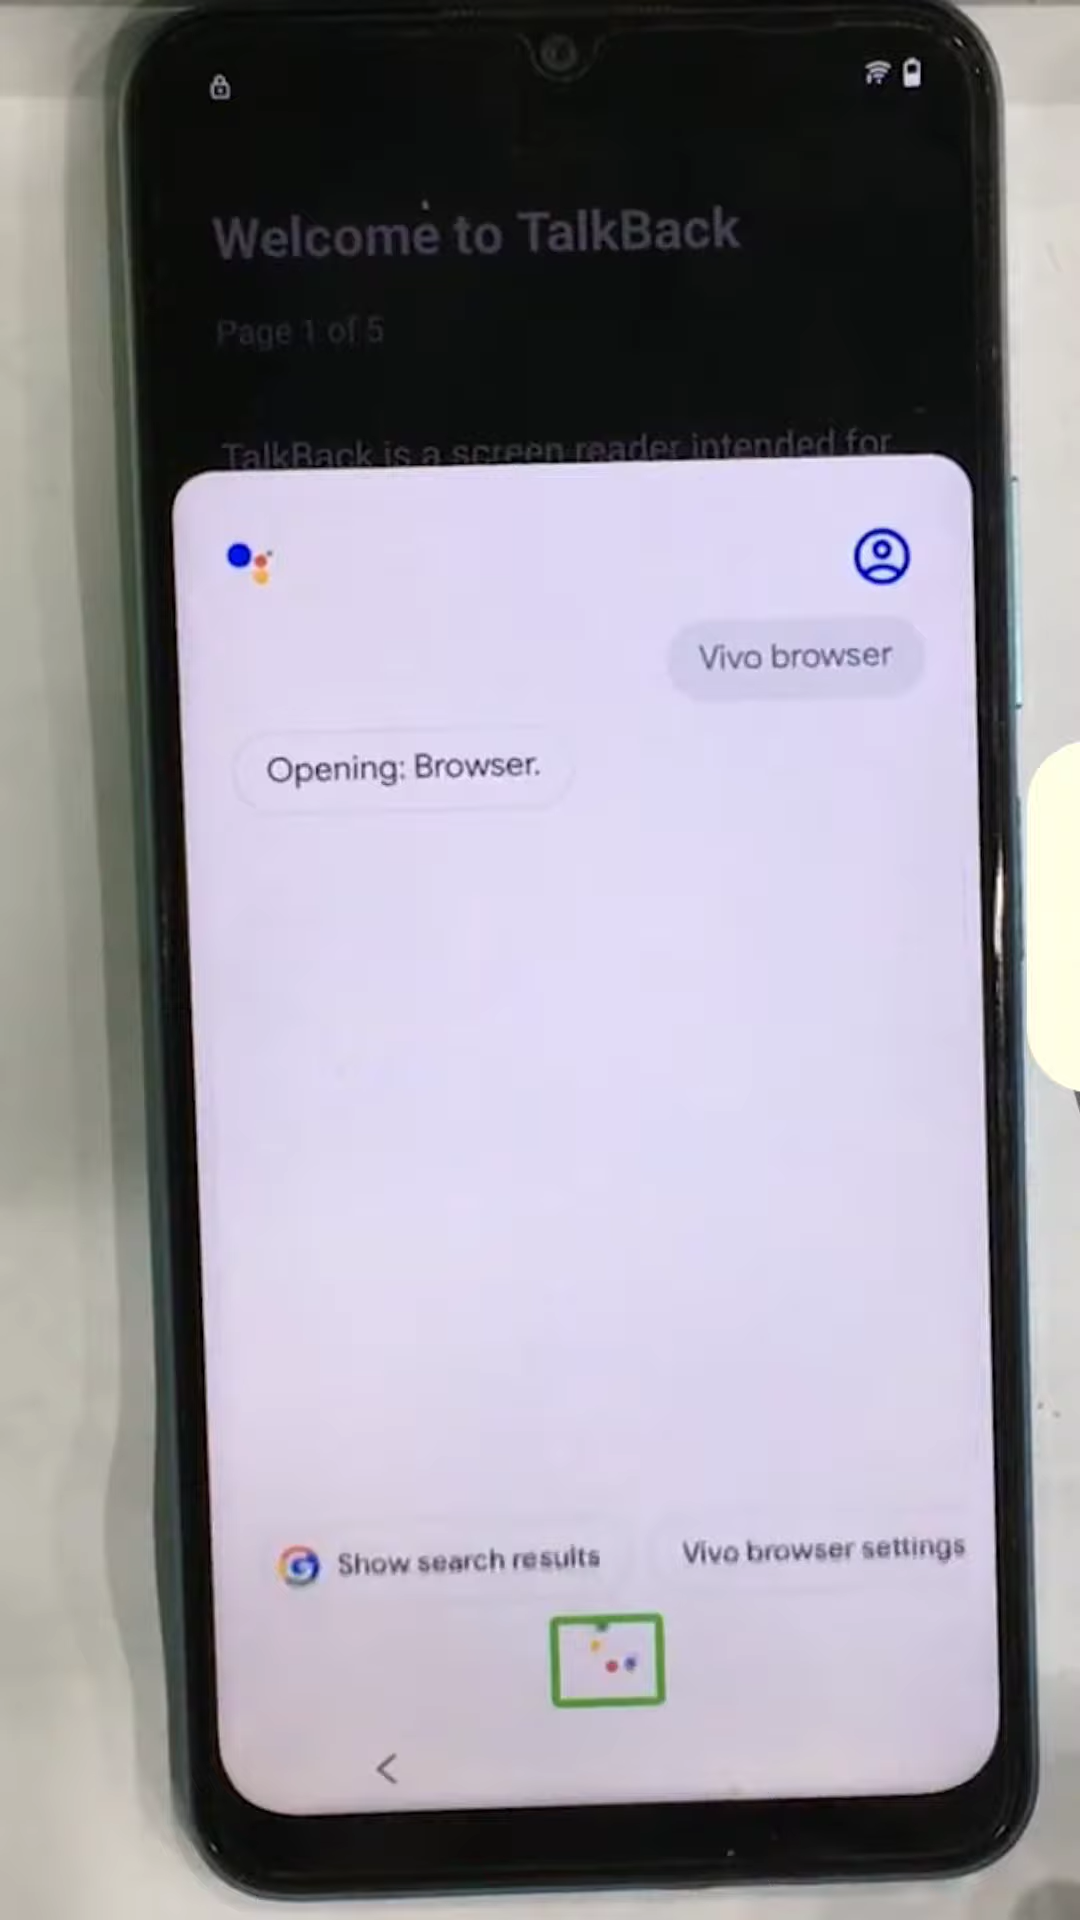 Welcome to TalkBack
Page 1 of 5
TalkBack is a screen reader intended for
Vivo browser
Opening: Browser.
Show search results
Vivo browser settings